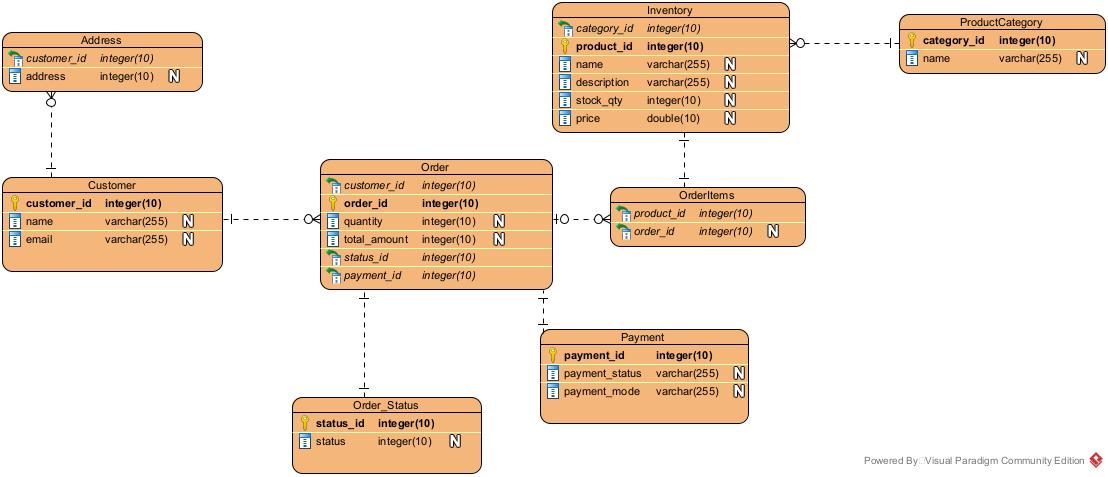 Inventory
category_id integer(10)
product_id integer(10)
name varchar(255) N
description varchar(255) N
stock_qty integer(10) N
price double(10) N
ProductCategory
category_id integer(10)
name varchar(255) N
Address
customer_id integer(10)
address integer(10) N
Customer
customer_id integer(10)
name varchar(255) N
email varchar(255) N
Order
customer_id integer(10)
order_id integer(10)
quantity integer(10) N
total_amount integer(10) N
status_id integer(10)
payment_id integer(10)
OrderItems
product_id integer(10)
order_id integer(10) N
Payment
payment_id integer(10)
payment_status varchar(255) N
payment_mode varchar(255) N
Order_Status
status_id integer(10)
status integer(10) N
Powered By Visual Paradigm Community Edition